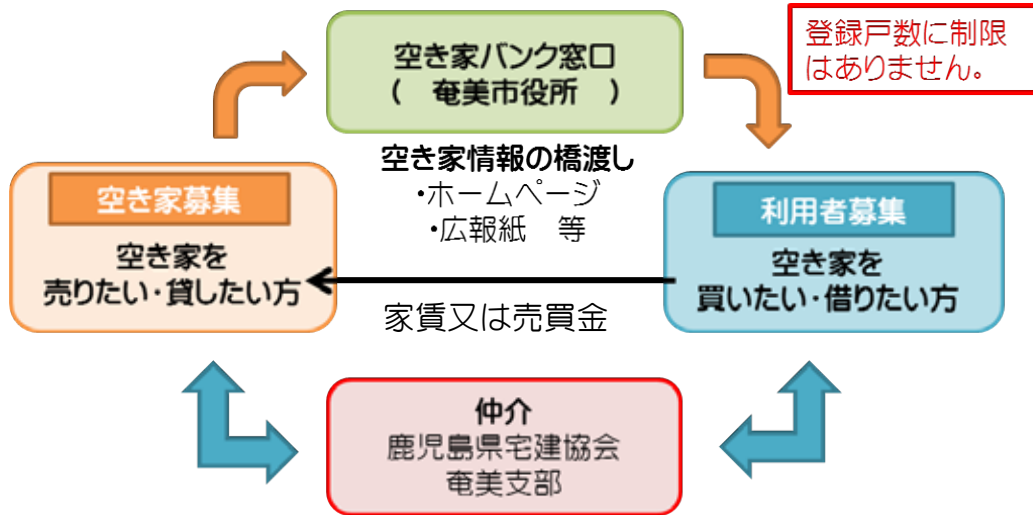 空き家バンク窓口
(　奄美市役所　)
登録戸数に制限
はありません。
空き家情報の橋渡し
・ホームページ
・広報紙　等
空き家募集
空き家を
売りたい・貸したい方
利用者募集
空き家を
買いたい・借りたい方
家賃又は売買金
仲介
鹿児島県宅建協会
奄美支部